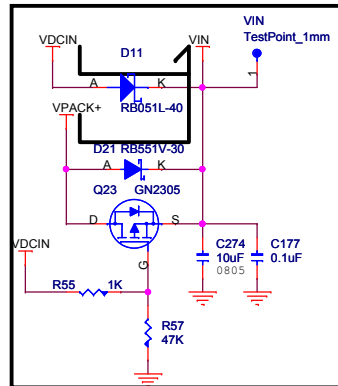 VIN
TestPoint_1mm
D11
VDCIN
VIN
A
K
1
RB051L-40
VPACK+
D21 RB551V-30
A
K
Q23
GN2305
D
S
G
C274
10uF
0805
C177
0.1uF
VDCIN
R55
1K
R57
47K